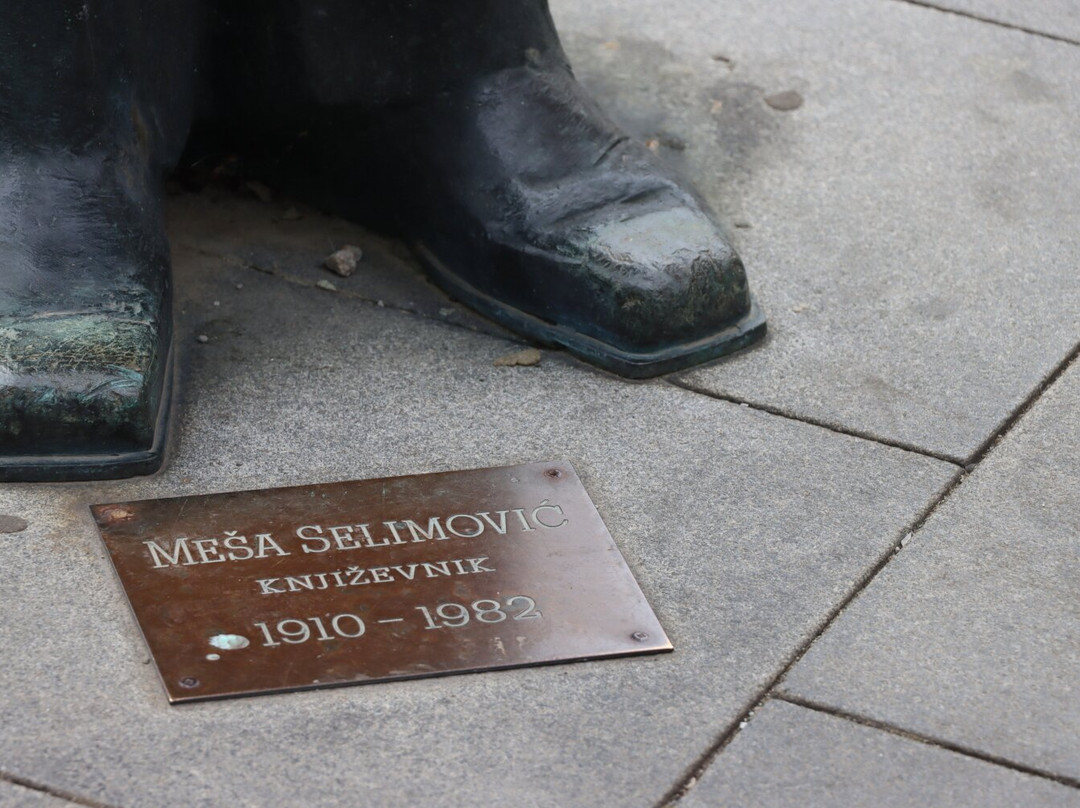 MEŠA SELIMOVIĆ
KNJIŽEVNIK
1910 – 1982